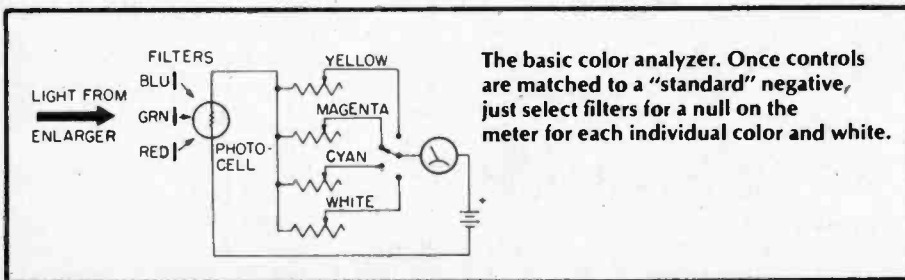 FILTERS
BLU
GRN
RED
LIGHT FROM
ENLARGER
PHOTO-
CELL
YELLOW
MAGENTA
CYAN
WHITE
+
The basic color analyzer. Once controls
are matched to a “standard” negative,
just select filters for a null on the
meter for each individual color and white.